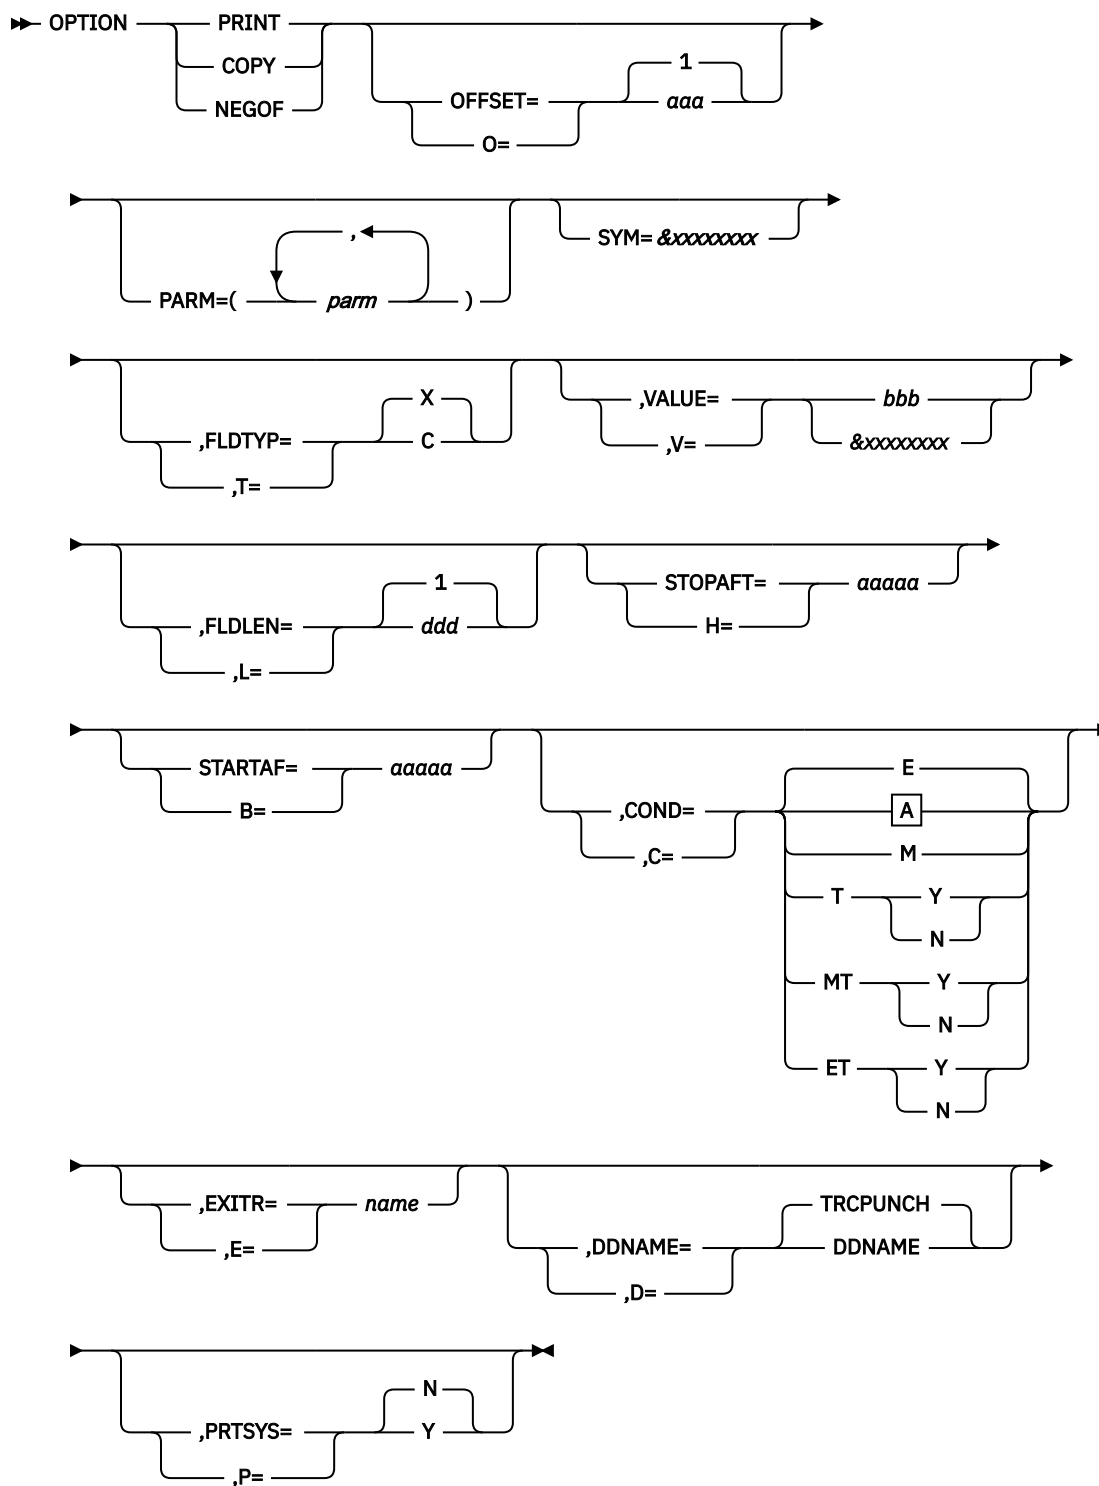 OPTION PRINT
COPY
NEGOF
1
OFFSET= aaa
O=
,
PARM=( parm )
SYM= &xxxxxxxx
X
,FLDTYP= C
,T=
,VALUE= bbb
,V= &xxxxxxxx
1
,FLDLEN= ddd
,L=
STOPAFT= aaaaa
H=
STARTAF= aaaaa
B=
E
,COND= A
,C= M
T Y
N
MT Y
N
ET Y
N
,EXITR= name
,E=
TRCPUNCH
,DDNAME= DDNAME
,D=
N
,PRTSYS= Y
,P=